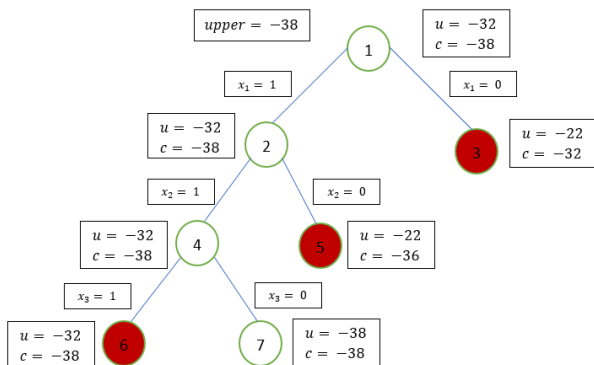 upper = −38
1
u = −32
c = −38
x₁ = 1
x₁ = 0
u = −32
c = −38
2
3
u = −22
c = −32
x₂ = 1
x₂ = 0
u = −32
c = −38
4
5
u = −22
c = −36
x₃ = 1
x₃ = 0
u = −32
c = −38
6
7
u = −38
c = −38